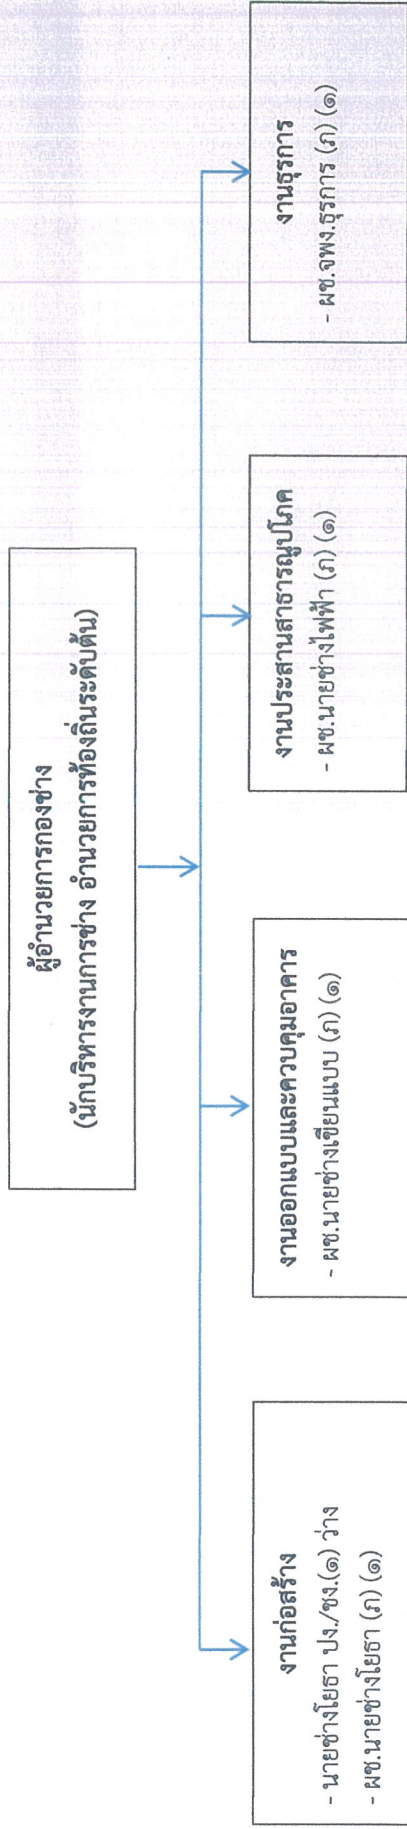 ผู้อำนวยการกองช่าง
(นักบริหารงานการช่าง อำนวยการท้องถิ่นระดับต้น)
งานก่อสร้าง
- นายช่างโยธา ปง./ชง.(๑) ว่าง
- ผช.นายช่างโยธา (ภ) (๑)
งานออกแบบและควบคุมอาคาร
- ผช.นายช่างเขียนแบบ (ภ) (๑)
งานประสานสาธารณูปโภค
- ผช.นายช่างไฟฟ้า (ภ) (๑)
งานธุรการ
- ผช.จพง.ธุรการ (ภ) (๑)